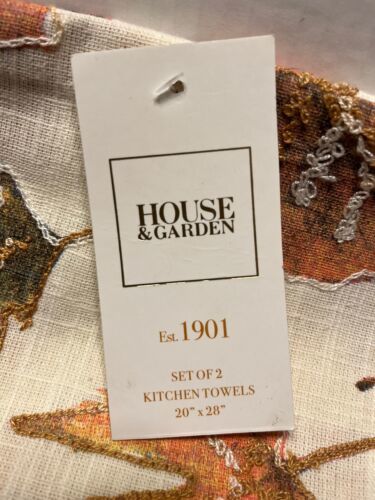 HOUSE
& GARDEN
Est. 1901
SET OF 2
KITCHEN TOWELS
20" x 28"